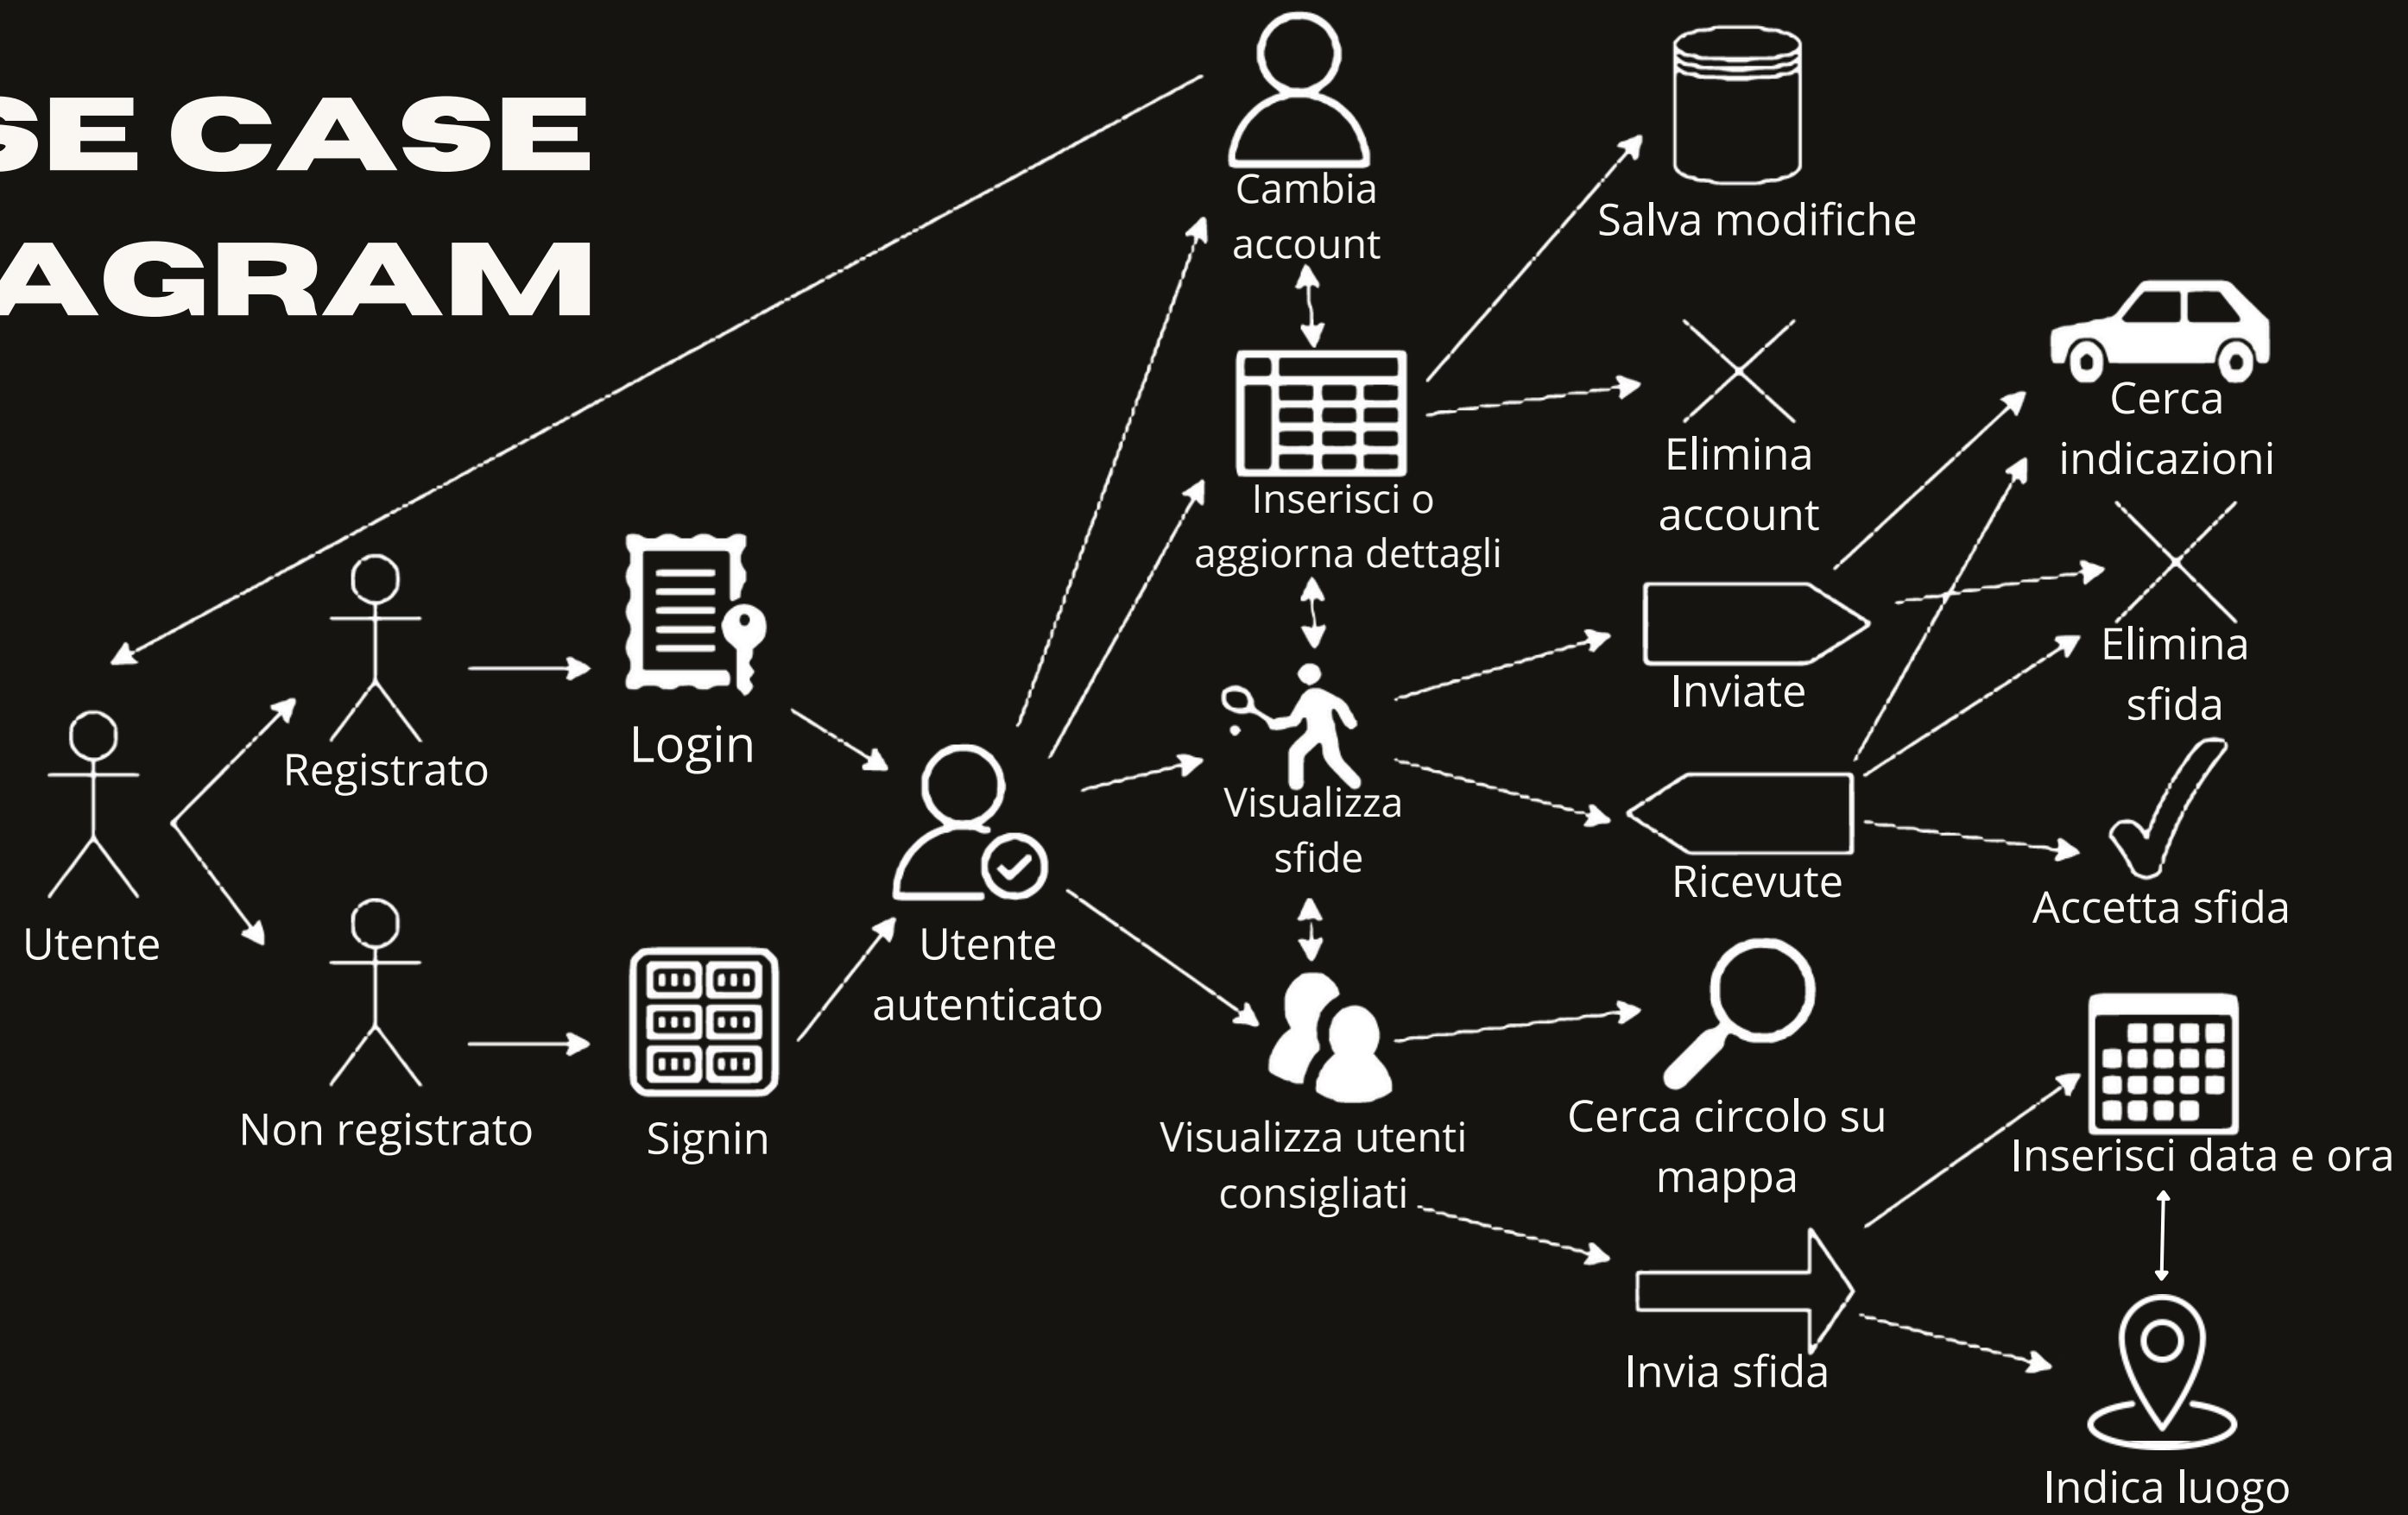 SE CASE
AGRAM
Cambia
account
Salva modifiche
Inserisci o
aggiorna dettagli
Elimina
account
Cerca
indicazioni
Registrato
Login
Utente
Non registrato
Signin
Utente
autenticato
Visualizza
sfide
Inviate
Ricevute
Elimina
sfida
Accetta sfida
Visualizza utenti
consigliati
Cerca circolo su
mappa
Invia sfida
Inserisci data e ora
Indica luogo